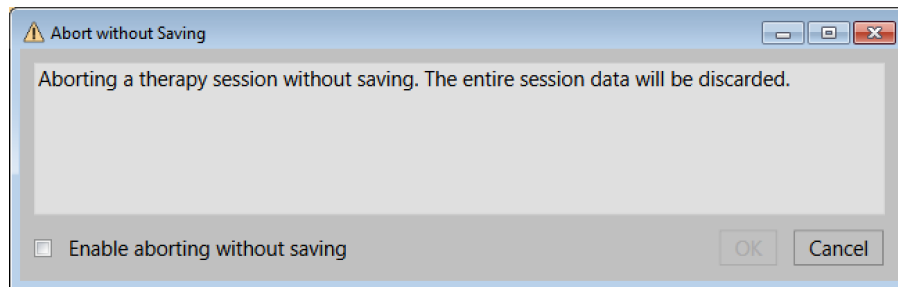 Abort without Saving
Aborting a therapy session without saving. The entire session data will be discarded.
Enable aborting without saving
OK
Cancel